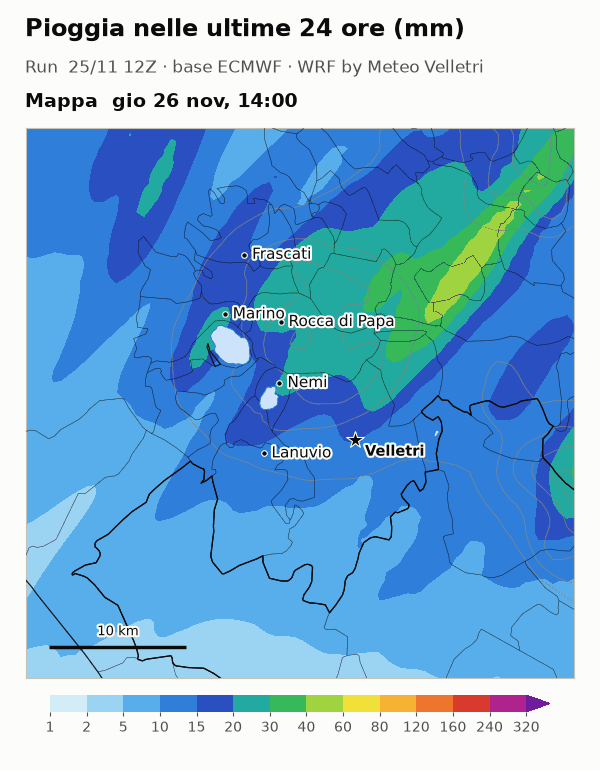 Pioggia nelle ultime 24 ore (mm)
Run 25/11 12Z · base ECMWF · WRF by Meteo Velletri
Mappa gio 26 nov, 14:00
Frascati
Marino
Rocca di Papa
Nemi
Velletri
Lanuvio
10 km
1 2 5 10 15 20 30 40 60 80 120 160 240 320